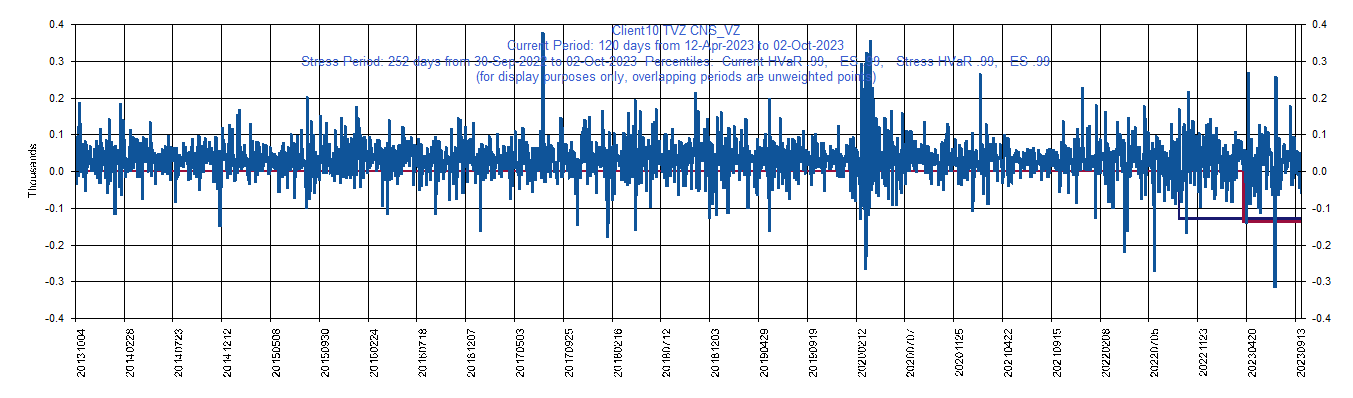 Client10 TVZ CNS_VZ
Current Period: 120 days from 12-Apr-2023 to 02-Oct-2023
Stress Period: 252 days from 30-Sep-2022 to 02-Oct-2023 Percentiles: Current HVaR .99, ES .99, Stress HVaR .99, ES .99
(for display purposes only, overlapping periods are unweighted points)
0.4 0.4
0.3 0.3
0.2 0.2
0.1 0.1
0.0 0.0
-0.1 -0.1
-0.2 -0.2
-0.3 -0.3
-0.4 -0.4
Thousands
20131004 20140228 20140723 20141212 20150508 20150930 20160224 20160718 20161207 20170503 20170925 20180216 20180712 20181203 20190429 20190919 20200212 20200707 20201125 20210422 20210915 20220208 20220705 20221123 20230420 20230913